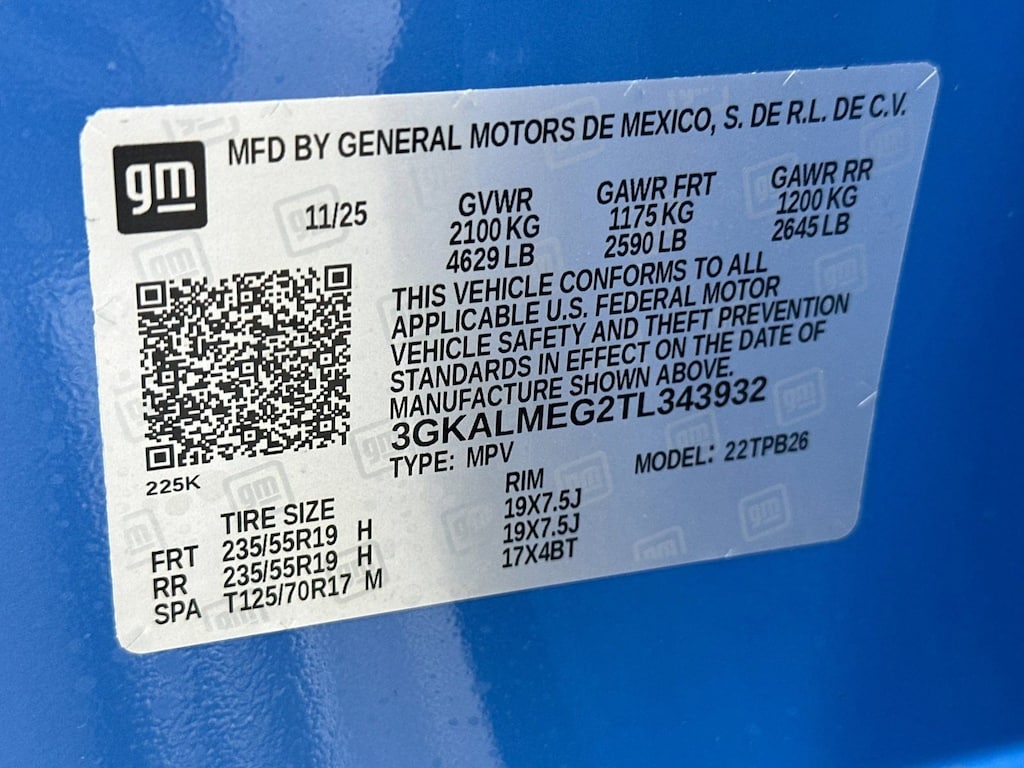 gm
MFD BY GENERAL MOTORS DE MEXICO, S. DE R.L. DE C.V.
11/25
GVWR
2100 KG
4629 LB
GAWR FRT
1175 KG
2590 LB
GAWR RR
1200 KG
2645 LB
THIS VEHICLE CONFORMS TO ALL
APPLICABLE U.S. FEDERAL MOTOR
VEHICLE SAFETY AND THEFT PREVENTION
STANDARDS IN EFFECT ON THE DATE OF
MANUFACTURE SHOWN ABOVE.
3GKALMEG2TL343932
TYPE: MPV
MODEL: 22TPB26
225K
TIRE SIZE
RIM
FRT 235/55R19 H 19X7.5J
RR 235/55R19 H 19X7.5J
SPA T125/70R17 M 17X4BT